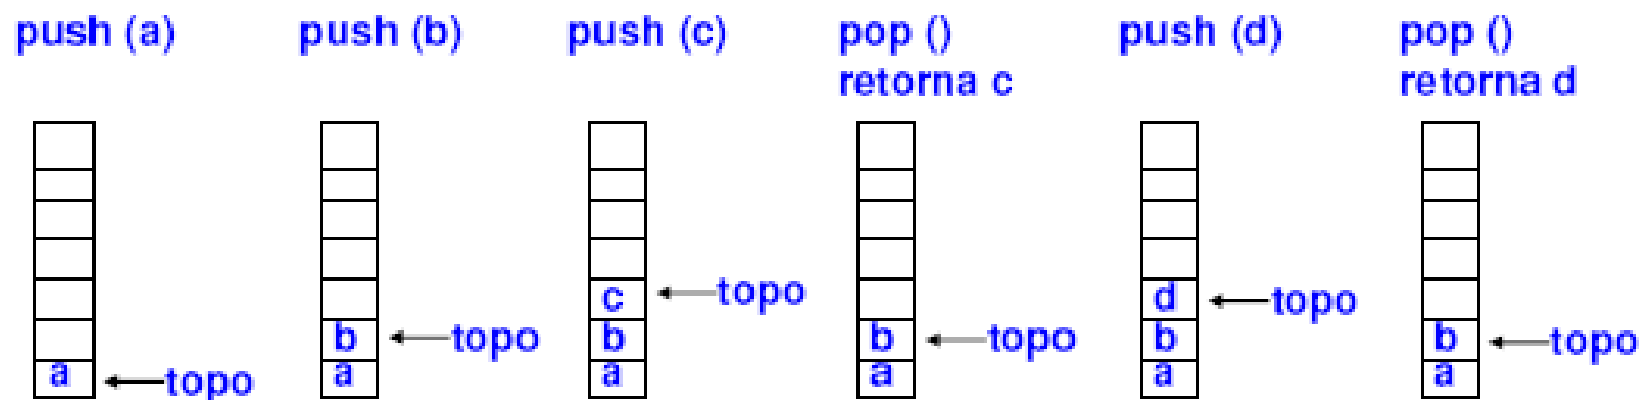 push (a)
push (b)
push (c)
pop ()
retorna c
push (d)
pop ()
retorna d
a
topo
b
a
topo
c
b
a
topo
b
a
topo
d
b
a
topo
b
a
topo